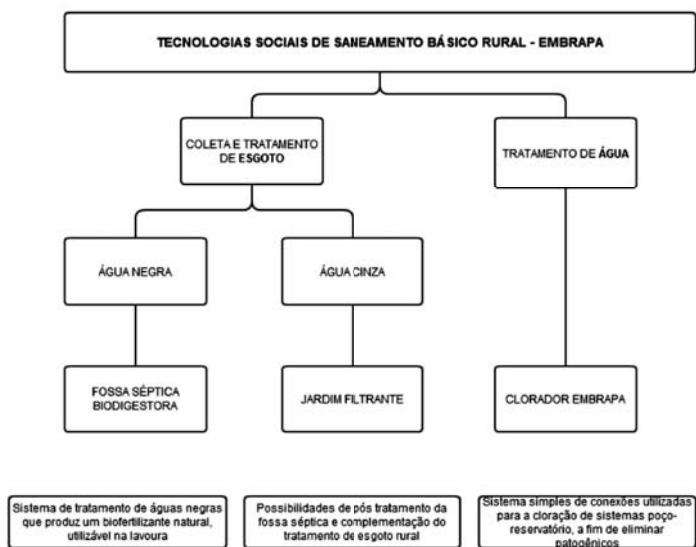 TECNOLOGIAS SOCIAIS DE SANEAMENTO BÁSICO RURAL - EMBRAPA
COLETA E TRATAMENTO
DE ESGOTO
TRATAMENTO DE ÁGUA
ÁGUA NEGRA
ÁGUA CINZA
FOSSA SÉPTICA
BIODIGESTORA
JARDIM FILTRANTE
CLORADOR EMBRAPA
Sistema de tratamento de águas negras
que produz um biofertilizante natural,
utilizável na lavoura
Possibilidades de pós tratamento da
fossa séptica e complementação do
tratamento de esgoto rural
Sistema simples de conexões utilizadas
para a cloração de sistemas poço-
reservatório, a fim de eliminar
patogênicos